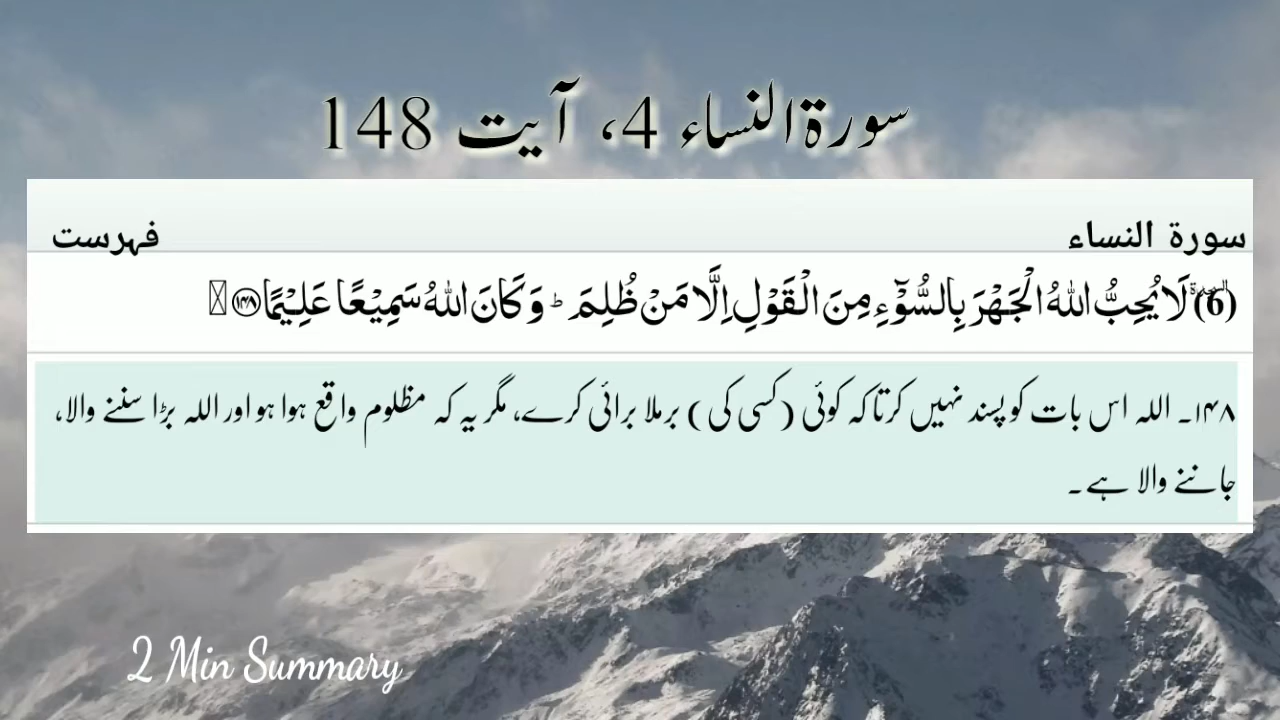 سورۃ النساء 4، آیت 148
سورة النساء
فہرست
(6) لَا یُحِبُّ اللّٰهُ الْجَهْرَ بِالسُّوْٓءِ مِنَ الْقَوْلِ اِلَّا مَنْ ظُلِمَ ؕ وَ كَانَ اللّٰهُ سَمِیْعًا عَلِیْمًا ﴿۱۴۸﴾
۱۴۸۔ اللہ اس بات کو پسند نہیں کرتا کہ کوئی (کسی کی) برملا برائی کرے، مگر یہ کہ مظلوم واقع ہوا ہو اور اللہ بڑا سننے والا،
جاننے والا ہے۔
2 Min Summary